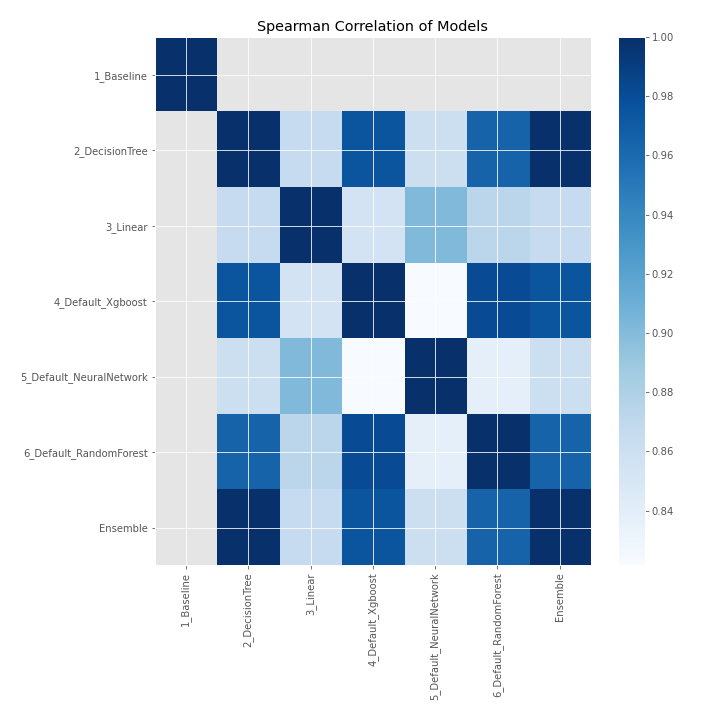 Spearman Correlation of Models
1_Baseline
2_DecisionTree
3_Linear
4_Default_Xgboost
5_Default_NeuralNetwork
6_Default_RandomForest
Ensemble
1_Baseline
2_DecisionTree
3_Linear
4_Default_Xgboost
5_Default_NeuralNetwork
6_Default_RandomForest
Ensemble
1.00
0.98
0.96
0.94
0.92
0.90
0.88
0.86
0.84